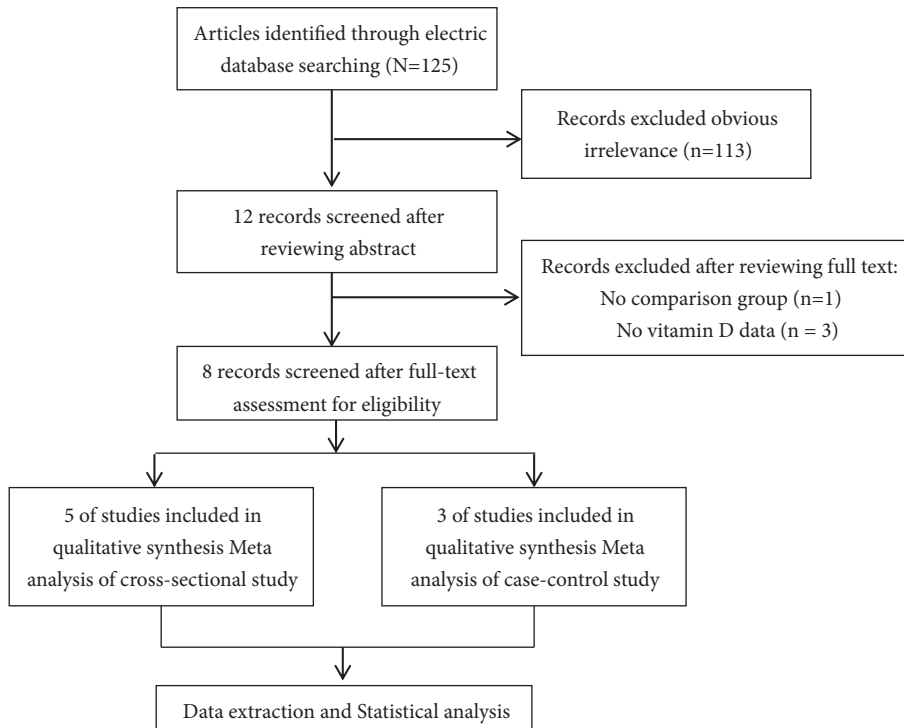 Articles identified through electric
database searching (N=125)
Records excluded obvious
irrelevance (n=113)
12 records screened after
reviewing abstract
Records excluded after reviewing full text:
No comparison group (n=1)
No vitamin D data (n = 3)
8 records screened after full-text
assessment for eligibility
5 of studies included in
qualitative synthesis Meta
analysis of cross-sectional study
3 of studies included in
qualitative synthesis Meta
analysis of case-control study
Data extraction and Statistical analysis